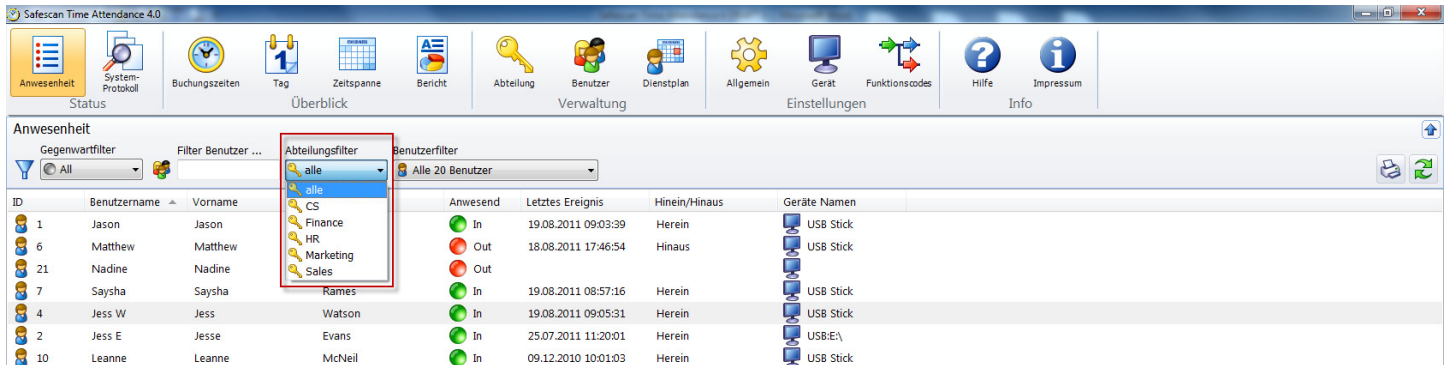 Safescan Time Attendance 4.0
Anwesenheit
System-
Protokoll
Buchungszeiten
Tag
Zeitspanne
Bericht
Abteilung
Benutzer
Dienstplan
Allgemein
Gerät
Funktionscodes
Hilfe
Impressum
Status
Überblick
Verwaltung
Einstellungen
Info
Anwesenheit
Gegenwartfilter Filter Benutzer ... Abteilungsfilter Benutzerfilter
All alle Alle 20 Benutzer
alle
CS
Finance
HR
Marketing
Sales
ID Benutzername Vorname Anwesend Letztes Ereignis Hinein/Hinaus Geräte Namen
1 Jason Jason In 19.08.2011 09:03:39 Herein USB Stick
6 Matthew Matthew Out 18.08.2011 17:46:54 Hinaus USB Stick
21 Nadine Nadine Out
7 Saysha Saysha Rames In 19.08.2011 08:57:16 Herein USB Stick
4 Jess W Jess Watson In 19.08.2011 09:05:31 Herein USB Stick
2 Jess E Jesse Evans In 25.07.2011 11:20:01 Herein USB:E:\
10 Leanne Leanne McNeil In 09.12.2010 10:01:03 Herein USB Stick